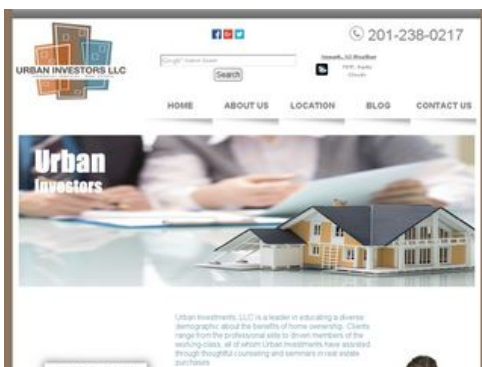 201-238-0217
URBAN INVESTORS LLC
Search
HOME
ABOUT US
LOCATION
BLOG
CONTACT US
Urban
Investors
Urban Investments, LLC is a leader in educating a diverse
demographic about the benefits of home ownership. Clients
range from the professional elite to driven members of the
working-class, all of whom Urban Investments have assisted
through thoughtful counseling and seminars in real estate
purchases